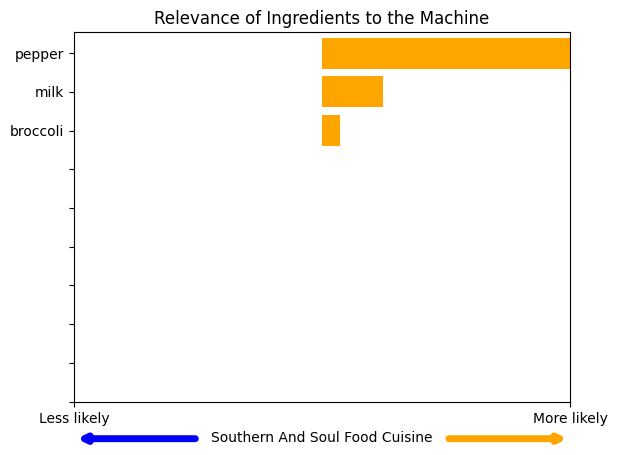 Relevance of Ingredients to the Machine
pepper
milk
broccoli
Less likely
More likely
Southern And Soul Food Cuisine